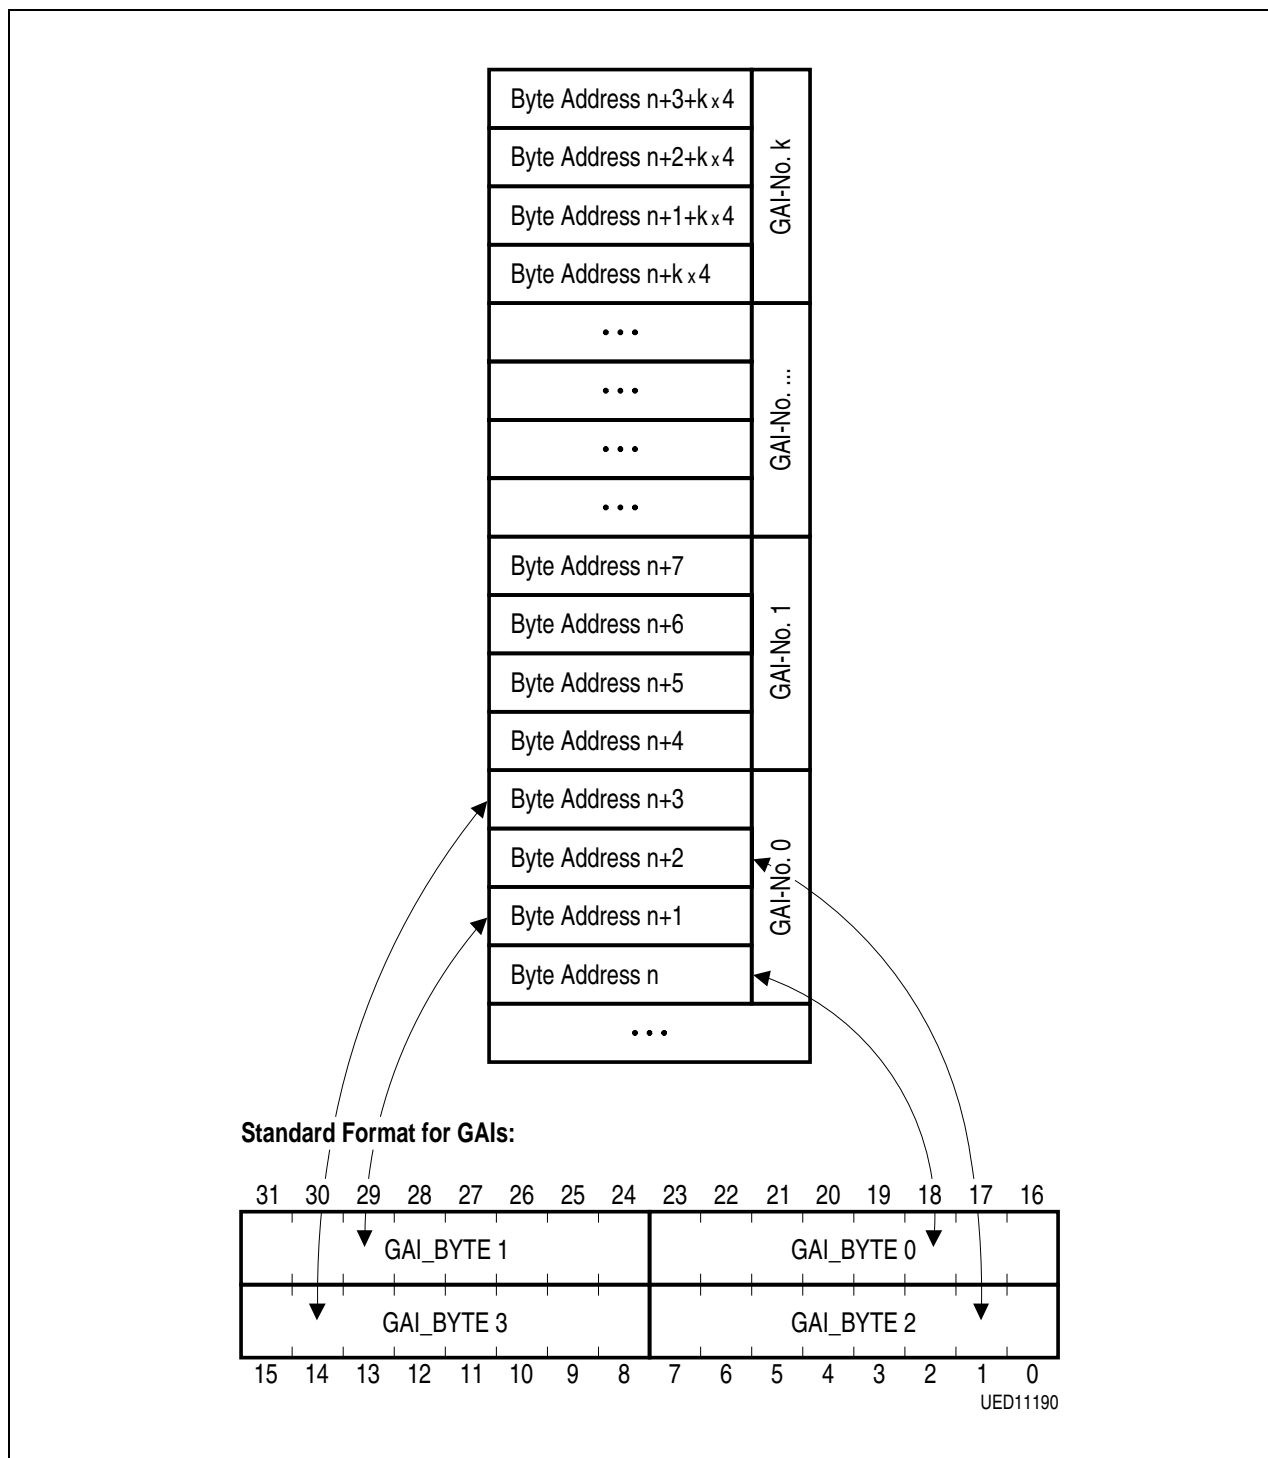 Byte Address n+3+k x 4
Byte Address n+2+k x 4
Byte Address n+1+k x 4
Byte Address n+k x 4
GAI-No. k
...
...
...
...
GAI-No. ...
Byte Address n+7
Byte Address n+6
Byte Address n+5
Byte Address n+4
GAI-No. 1
Byte Address n+3
Byte Address n+2
Byte Address n+1
Byte Address n
GAI-No. 0
...
Standard Format for GAIs:
31 30 29 28 27 26 25 24 23 22 21 20 19 18 17 16
GAI_BYTE 1 GAI_BYTE 0
GAI_BYTE 3 GAI_BYTE 2
15 14 13 12 11 10 9 8 7 6 5 4 3 2 1 0
UED11190